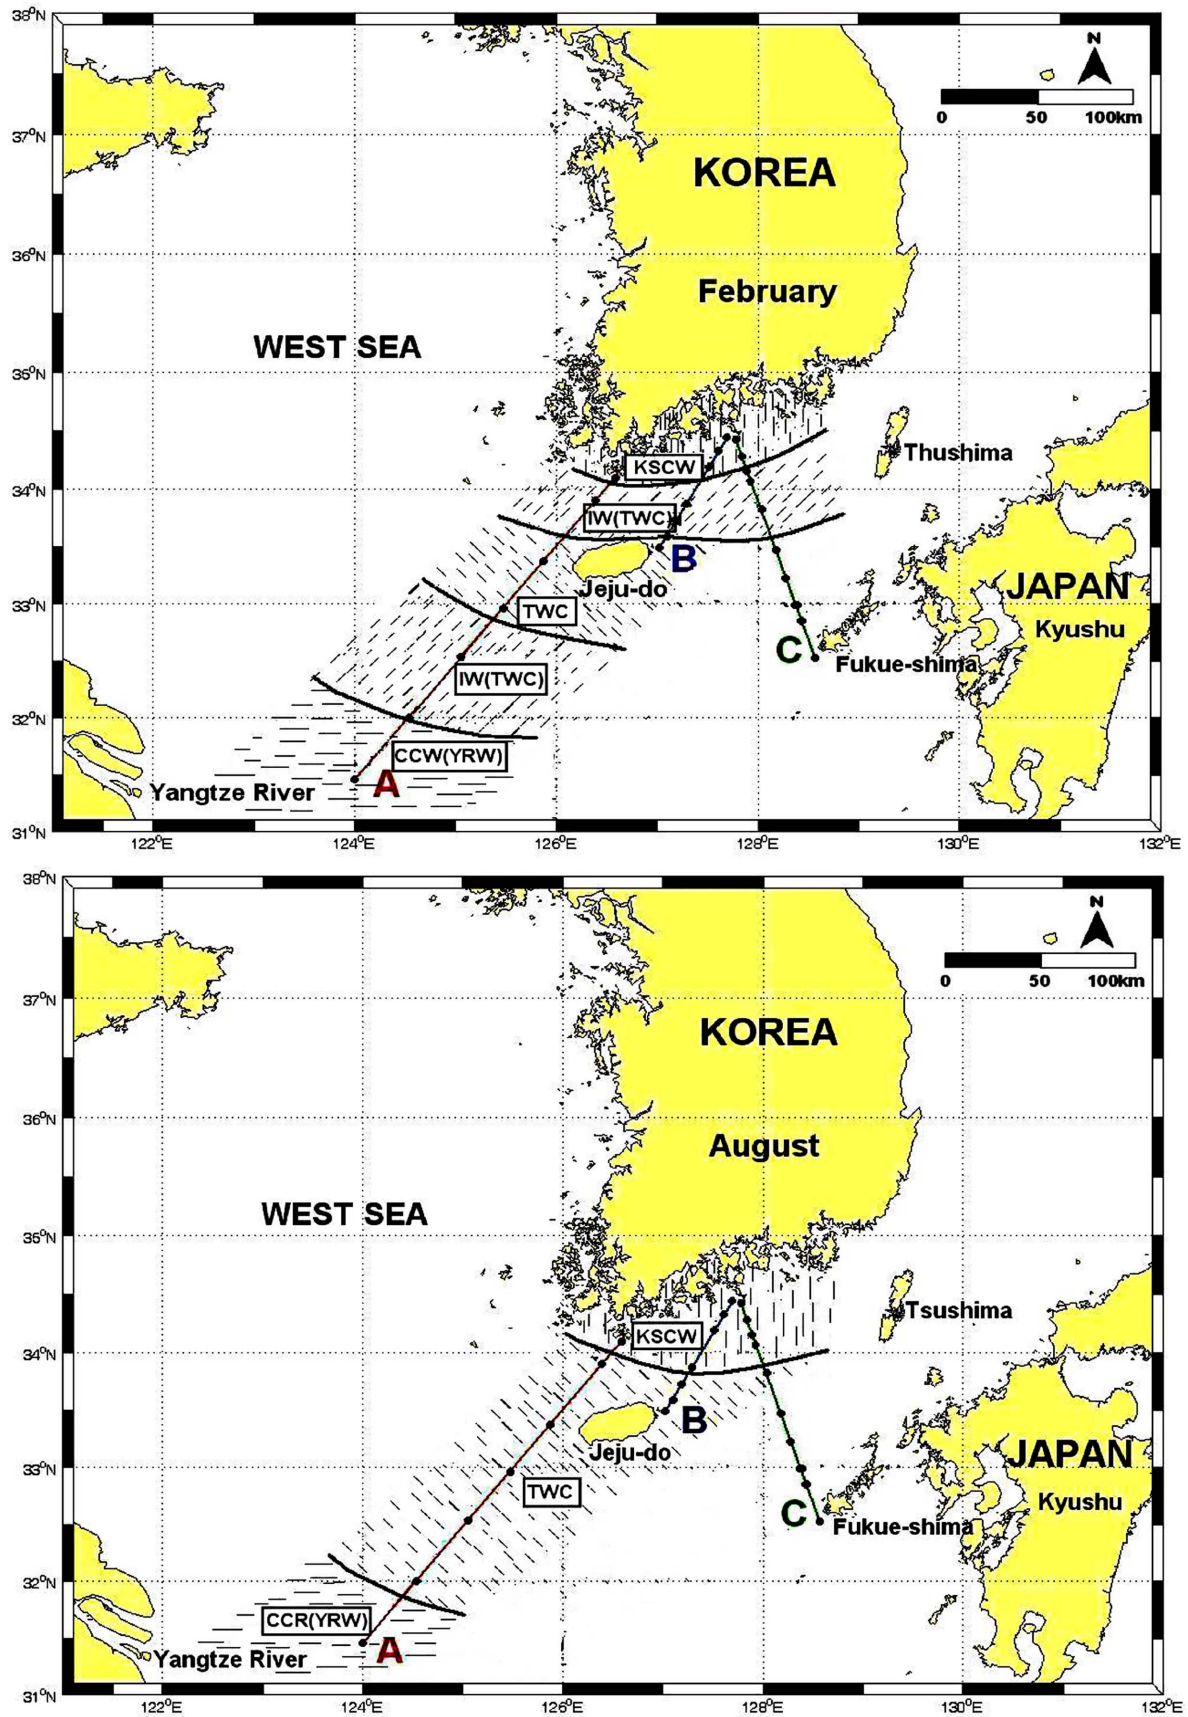 38°N
N
0 50 100km
37°N
KOREA
36°N
February
WEST SEA
35°N
Thushima
KSCW
34°N
IW(TWC)
B
JAPAN
Jeju-do
33°N
TWC
Kyushu
C
Fukue-shima
IW(TWC)
32°N
CCW(YRW)
A
Yangtze River
31°N
122°E 124°E 126°E 128°E 130°E 132°E
38°N
N
0 50 100km
37°N
KOREA
36°N
August
WEST SEA
35°N
Tsushima
KSCW
34°N
B
Jeju-do
JAPAN
33°N
TWC
Kyushu
C
Fukue-shima
32°N
CCR(YRW)
A
Yangtze River
31°N
122°E 124°E 126°E 128°E 130°E 132°E